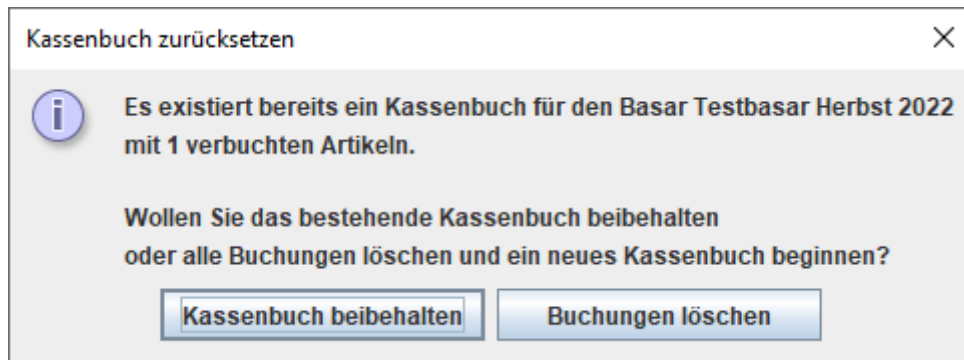 Kassenbuch zurücksetzen
Es existiert bereits ein Kassenbuch für den Basar Testbasar Herbst 2022
mit 1 verbuchten Artikeln.
Wollen Sie das bestehende Kassenbuch beibehalten
oder alle Buchungen löschen und ein neues Kassenbuch beginnen?
Kassenbuch beibehalten Buchungen löschen